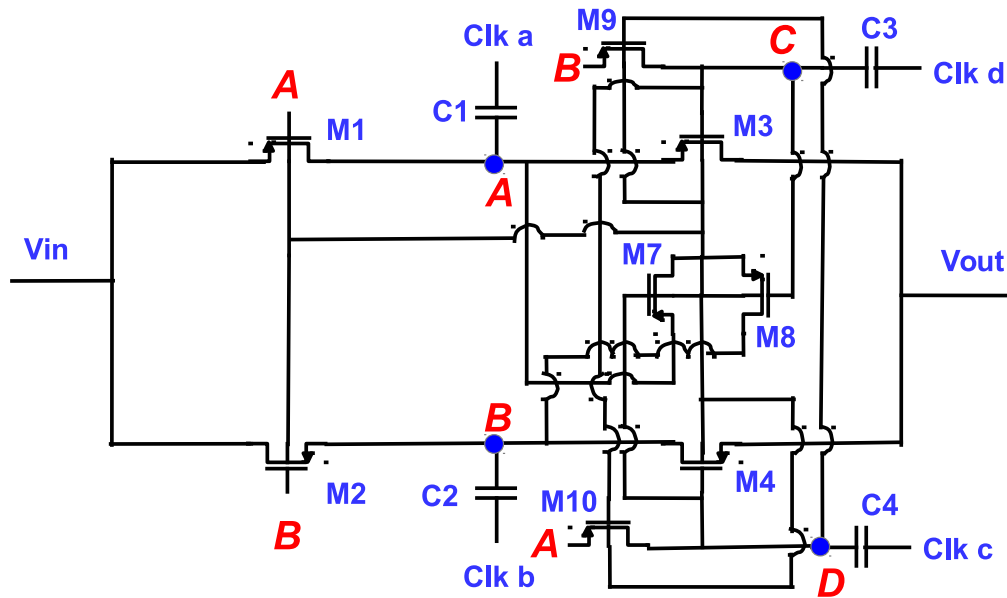 M9
C3
Clk a
C
B
Clk d
A
C1
M1
M3
A
Vin
M7
Vout
M8
B
M2
C2
M10
M4
C4
B
A
Clk b
Clk c
D